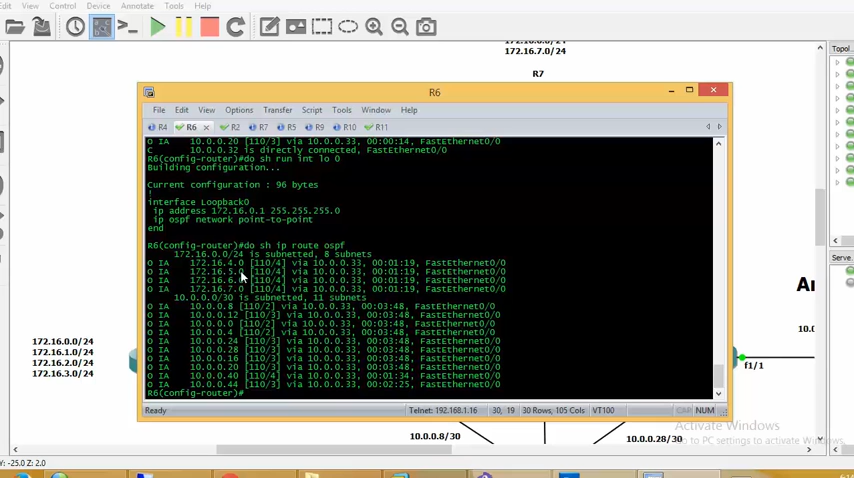 Edit View Control Device Annotate Tools Help
172.16.7.0/24
R7
Topol..
R6
File Edit View Options Transfer Script Tools Window Help
R4 R6 R2 R7 R5 R9 R10 R11
O IA 10.0.0.20 [110/3] via 10.0.0.33, 00:00:14, FastEthernet0/0
C 10.0.0.32 is directly connected, FastEthernet0/0
R6(config-router)#do sh run int lo 0
Building configuration...
Current configuration : 96 bytes
!
interface Loopback0
ip address 172.16.0.1 255.255.255.0
ip ospf network point-to-point
end
R6(config-router)#do sh ip route ospf
172.16.0.0/24 is subnetted, 8 subnets
O IA 172.16.4.0 [110/4] via 10.0.0.33, 00:01:19, FastEthernet0/0
O IA 172.16.5.0 [110/4] via 10.0.0.33, 00:01:19, FastEthernet0/0
O IA 172.16.6.0 [110/4] via 10.0.0.33, 00:01:19, FastEthernet0/0
O IA 172.16.7.0 [110/4] via 10.0.0.33, 00:01:19, FastEthernet0/0
10.0.0.0/30 is subnetted, 11 subnets
O IA 10.0.0.8 [110/2] via 10.0.0.33, 00:03:48, FastEthernet0/0
O IA 10.0.0.12 [110/3] via 10.0.0.33, 00:03:48, FastEthernet0/0
O IA 10.0.0.0 [110/2] via 10.0.0.33, 00:03:48, FastEthernet0/0
O IA 10.0.0.4 [110/2] via 10.0.0.33, 00:03:48, FastEthernet0/0
O IA 10.0.0.24 [110/3] via 10.0.0.33, 00:03:48, FastEthernet0/0
O IA 10.0.0.28 [110/3] via 10.0.0.33, 00:03:48, FastEthernet0/0
O IA 10.0.0.16 [110/3] via 10.0.0.33, 00:03:48, FastEthernet0/0
O IA 10.0.0.20 [110/3] via 10.0.0.33, 00:03:48, FastEthernet0/0
O IA 10.0.0.40 [110/4] via 10.0.0.33, 00:01:34, FastEthernet0/0
O IA 10.0.0.44 [110/3] via 10.0.0.33, 00:02:25, FastEthernet0/0
R6(config-router)#
Ready Telnet: 192.168.1.16 30, 19 30 Rows, 105 Cols VT100 CAP NUM
172.16.0.0/24
172.16.1.0/24
172.16.2.0/24
172.16.3.0/24
Serve..
10.0
f1/1
10.0.0.8/30
10.0.0.28/30
Activate Windows
Go to PC settings to activate Windows.
Y: -25.0 Z: 2.0